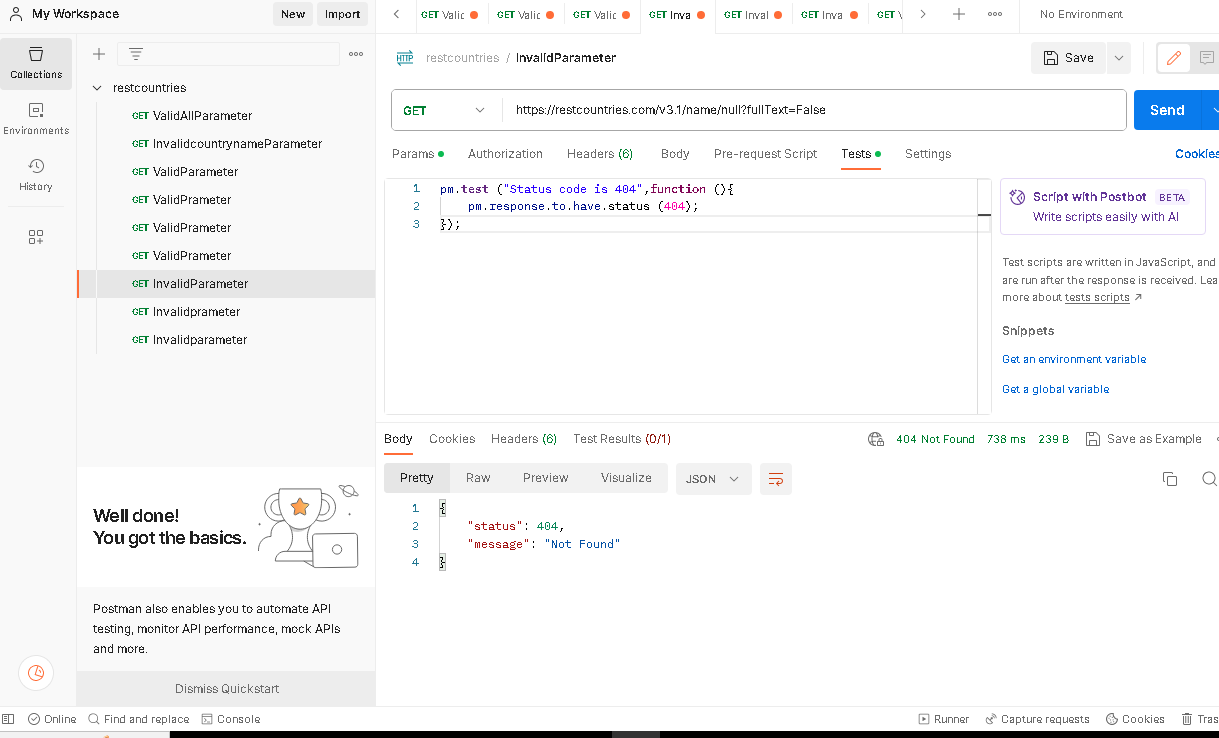 My Workspace
New
Import
GET Valic
GET Valic
GET Valic
GET Inva
GET Inval
GET Inva
GET
No Environment
Collections
Environments
History
restcountries
GET ValidAllParameter
GET InvalidcountrynameParameter
GET ValidParameter
GET ValidPrameter
GET ValidPrameter
GET ValidPrameter
GET InvalidParameter
GET Invalidprameter
GET Invalidparameter
Well done!
You got the basics.
Postman also enables you to automate API
testing, monitor API performance, mock APIs
and more.
Dismiss Quickstart
HTTP restcountries / InvalidParameter
Save
GET
https://restcountries.com/v3.1/name/null?fullText=False
Send
Params Authorization Headers (6) Body Pre-request Script Tests Settings
Cookies
1 pm.test ("Status code is 404",function (){
2 pm.response.to.have.status (404);
3 });
Script with Postbot BETA
Write scripts easily with AI
Test scripts are written in JavaScript, and
are run after the response is received. Lea
more about tests scripts ↗
Snippets
Get an environment variable
Get a global variable
Body Cookies Headers (6) Test Results (0/1)
404 Not Found 738 ms 239 B Save as Example
Pretty Raw Preview Visualize JSON
1 {
2 "status": 404,
3 "message": "Not Found"
4 }
Online Find and replace Console
Runner Capture requests Cookies Tras